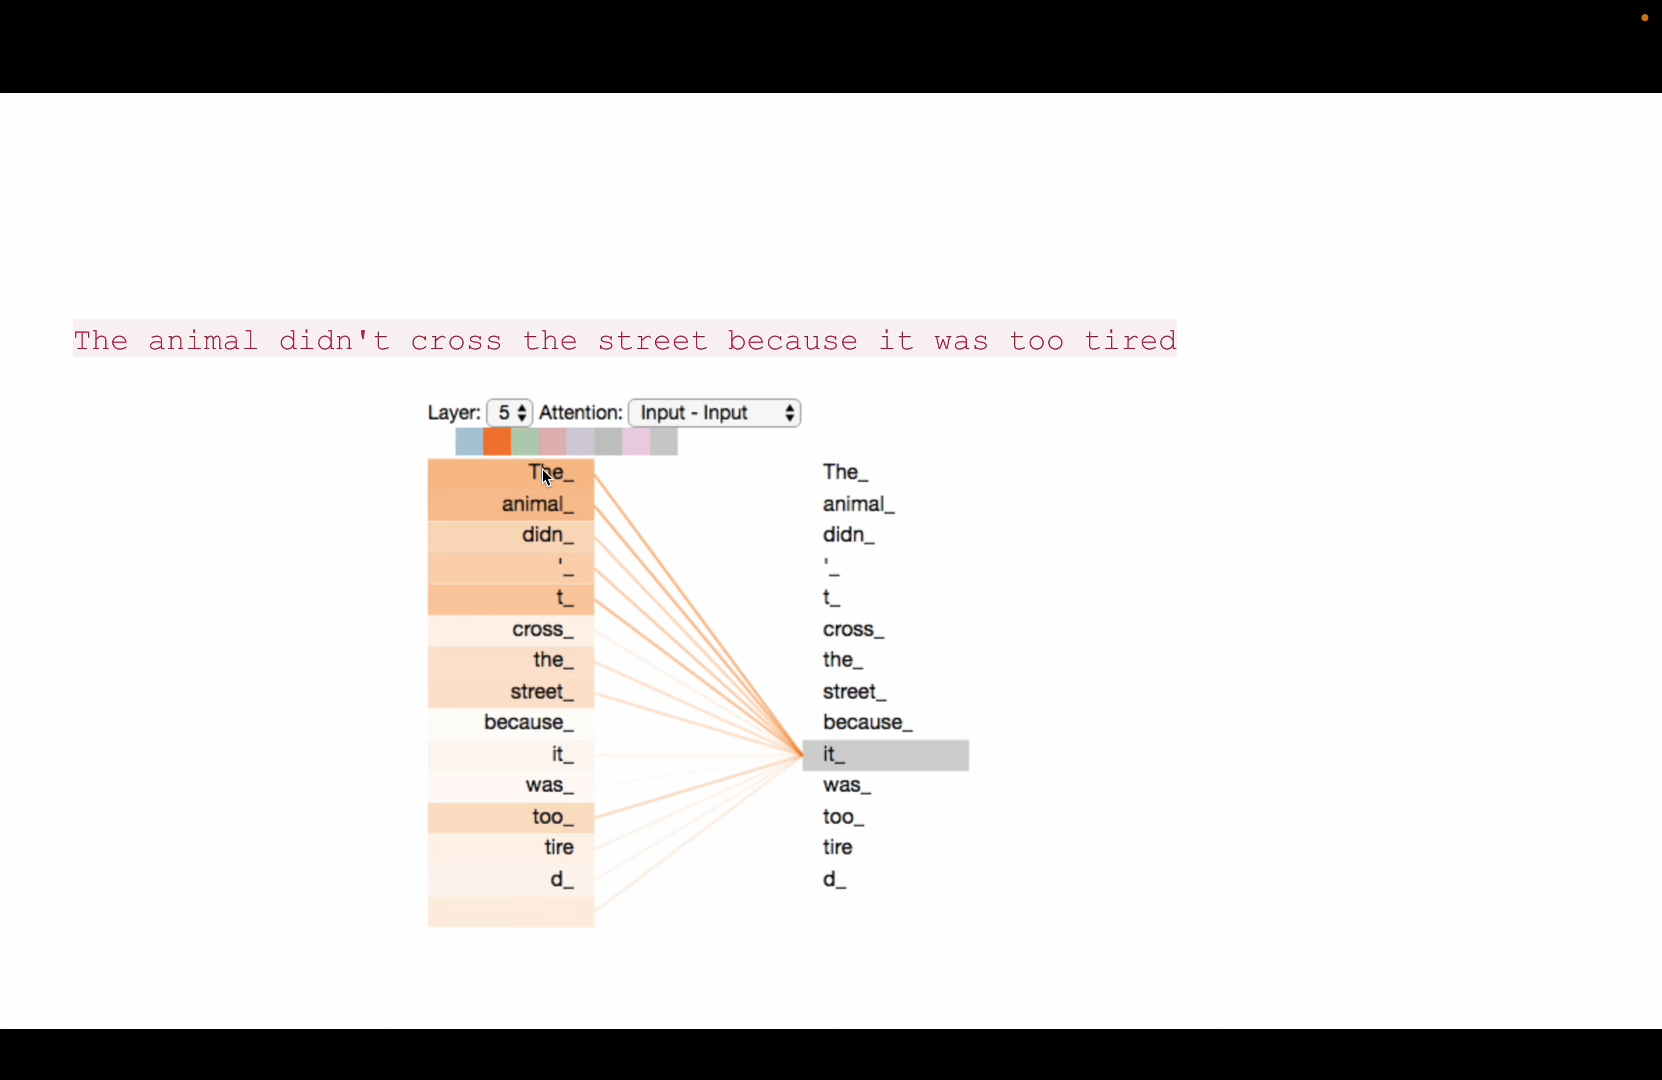 The animal didn't cross the street because it was too tired
Layer: 5 Attention: Input - Input
The_ The_
animal_ animal_
didn_ didn_
'_ '_
t_ t_
cross_ cross_
the_ the_
street_ street_
because_ because_
it_ it_
was_ was_
too_ too_
tire tire
d_ d_